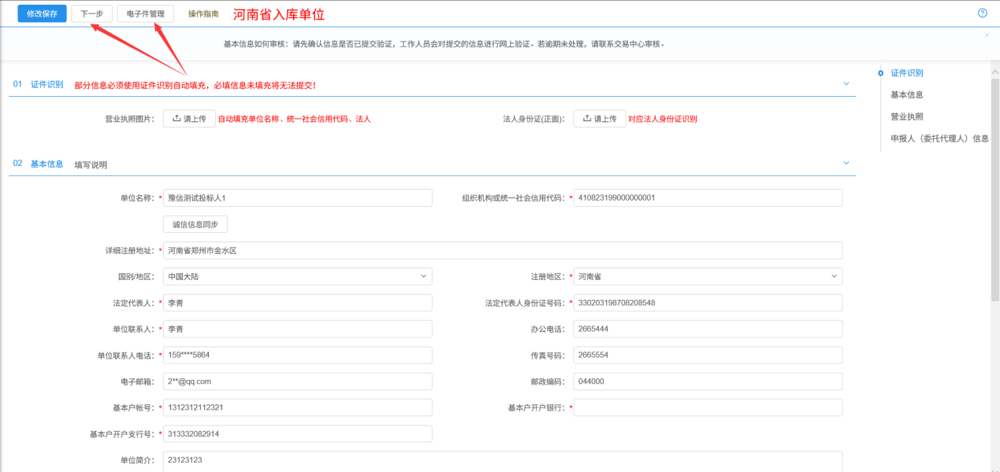 修改保存 下一步 电子件管理 操作指南 河南省入库单位
基本信息如何审核：请先确认信息是否已提交验证，工作人员会对提交的信息进行网上验证。若逾期未处理，请联系交易中心审核。
01 证件识别 部分信息必须使用证件识别自动填充，必填信息未填充将无法提交！
营业执照图片： 请上传 自动填充单位名称、统一社会信用代码、法人 法人身份证(正面)： 请上传 对应法人身份证识别
02 基本信息 填写说明
单位名称：* 豫信测试投标人1 组织机构或统一社会信用代码：* 410823199000000001
诚信信息同步
详细注册地址：* 河南省郑州市金水区
国别/地区： 中国大陆 注册地区：* 河南省
法定代表人：* 李青 法定代表人身份证号码：* 330203198708208548
单位联系人：* 李青 办公电话： 2665444
单位联系人电话：* 159****5864 传真号码： 2665554
电子邮箱： 2**@qq.com 邮政编码： 044000
基本户帐号：* 1312312112321 基本户开户银行：*
基本户开户支行号：* 313332082914
单位简介： 23123123
证件识别
基本信息
营业执照
申报人（委托代理人）信息